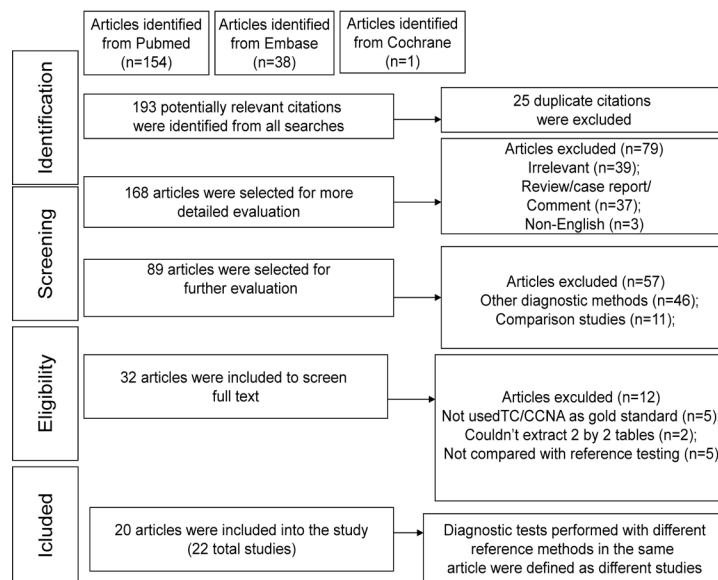 Articles identified
from Pubmed
(n=154)
Articles identified
from Embase
(n=38)
Articles identified
from Cochrane
(n=1)
Identification
193 potentially relevant citations
were identified from all searches
25 duplicate citations
were excluded
Articles excluded (n=79)
Irrelevant (n=39);
Review/case report/
Comment (n=37);
Non-English (n=3)
168 articles were selected for more
detailed evaluation
Screening
89 articles were selected for
further evaluation
Articles excluded (n=57)
Other diagnostic methods (n=46);
Comparison studies (n=11);
Eligibility
32 articles were included to screen
full text
Articles exculded (n=12)
Not usedTC/CCNA as gold standard (n=5)
Couldn't extract 2 by 2 tables (n=2);
Not compared with reference testing (n=5)
Icluded
20 articles were included into the study
(22 total studies)
Diagnostic tests performed with different
reference methods in the same
article were defined as different studies